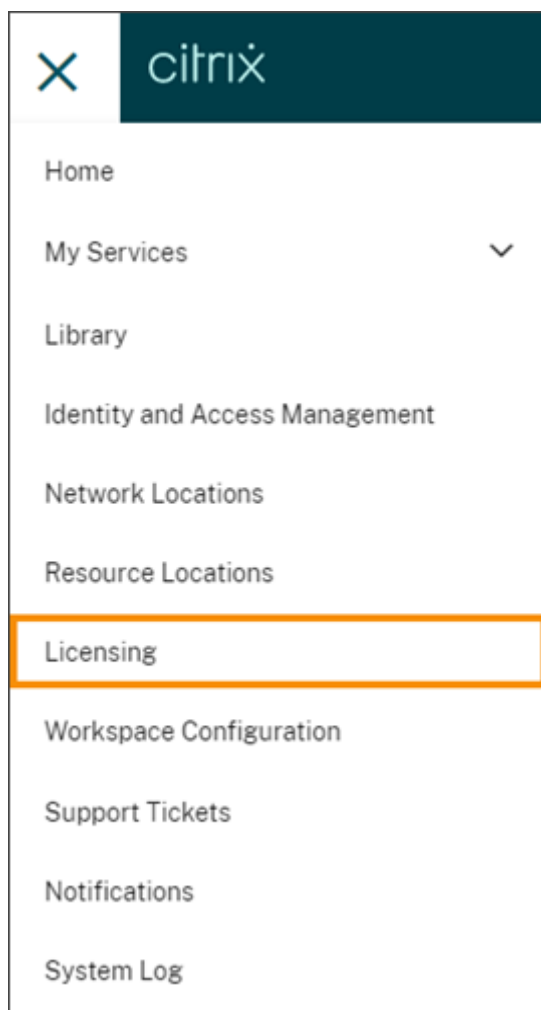 citrix
Home
My Services
Library
Identity and Access Management
Network Locations
Resource Locations
Licensing
Workspace Configuration
Support Tickets
Notifications
System Log